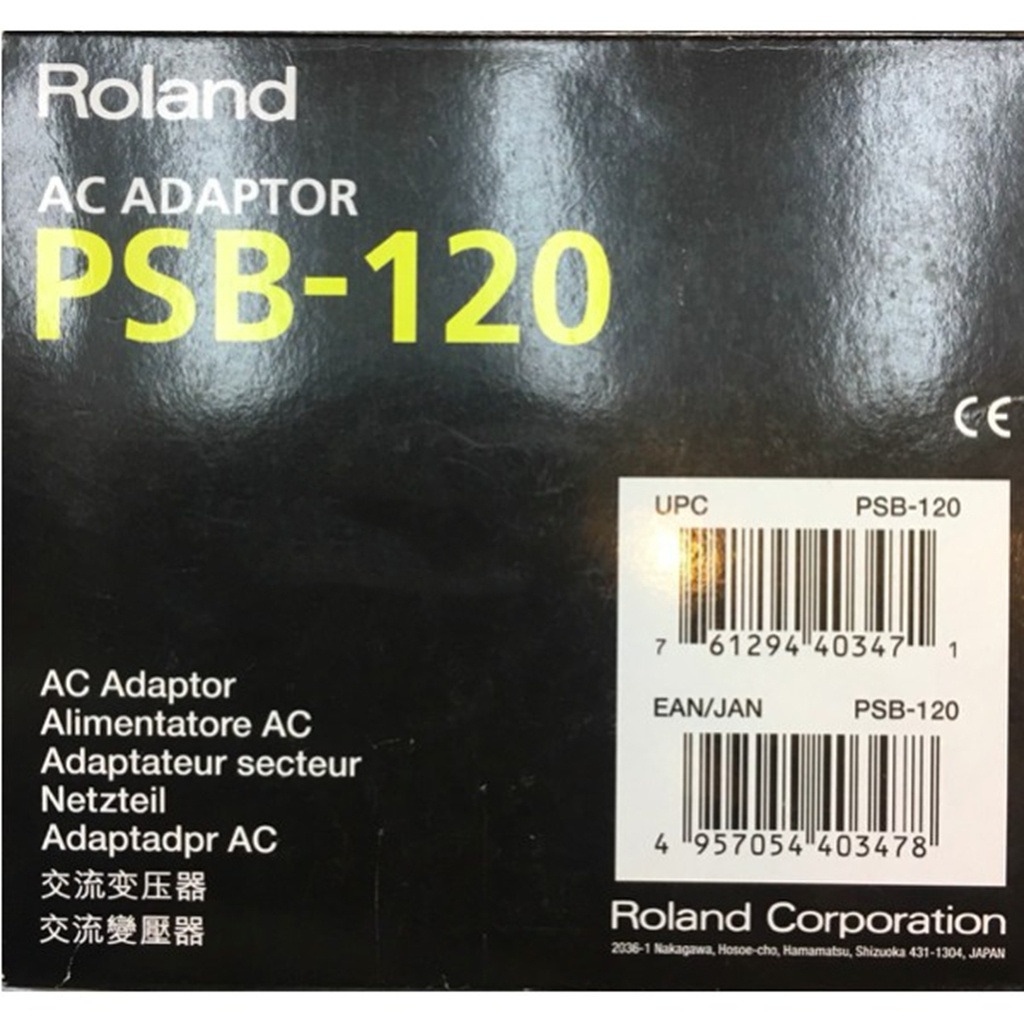 Roland
AC ADAPTOR
PSB-120
CE
UPC PSB-120
7 61294 40347 1
EAN/JAN PSB-120
4 957054 403478
AC Adaptor
Alimentatore AC
Adaptateur secteur
Netzteil
Adaptadpr AC
交流变压器
交流變壓器
Roland Corporation
2036-1 Nakagawa, Hosoe-cho, Hamamatsu, Shizuoka 431-1304, JAPAN